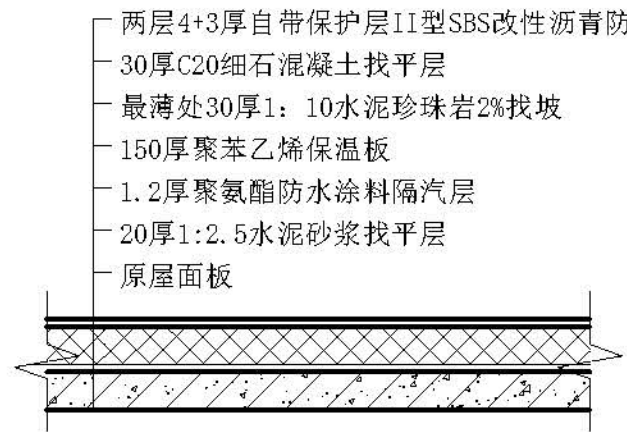 两层4+3厚自带保护层II型SBS改性沥青防
30厚C20细石混凝土找平层
最薄处30厚1: 10水泥珍珠岩2%找坡
150厚聚苯乙烯保温板
1.2厚聚氨酯防水涂料隔汽层
20厚1:2.5水泥砂浆找平层
原屋面板